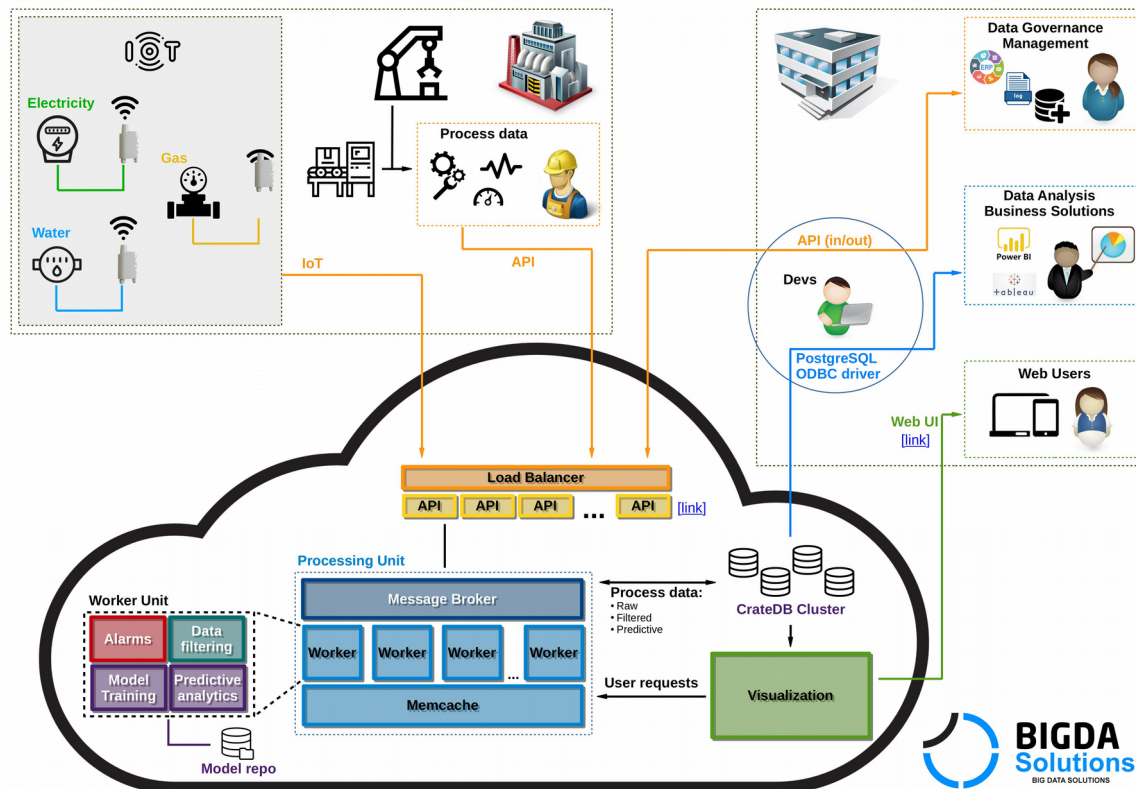 IOT
Electricity
Gas
Water
Process data
IoT
API
Data Governance
Management
ERP
log
Data Analysis
Business Solutions
Power BI
+ableau
API (in/out)
Devs
PostgreSQL
ODBC driver
Web Users
Web UI
[link]
Load Balancer
API
API
API
...
API
[link]
Processing Unit
Message Broker
Worker
Worker
Worker
...
Worker
Memcache
Worker Unit
Alarms
Data
filtering
Model
Training
Predictive
analytics
Model repo
Process data:
• Raw
• Filtered
• Predictive
CrateDB Cluster
User requests
Visualization
BIGDA
Solutions
BIG DATA SOLUTIONS